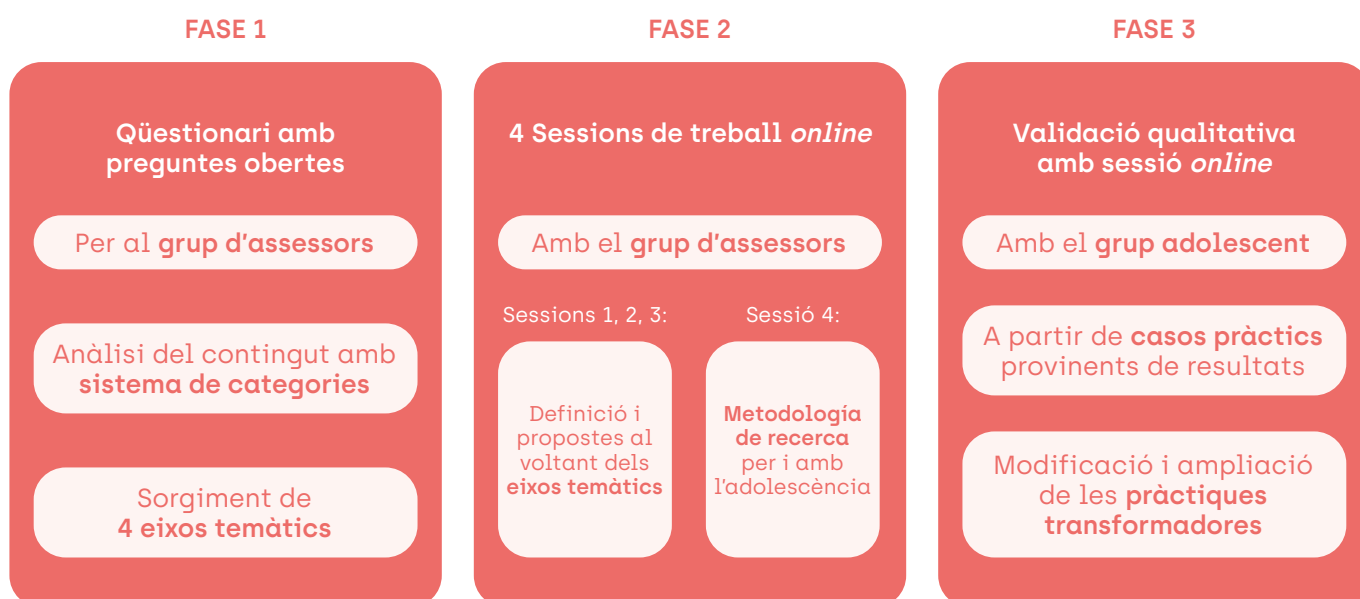 FASE 1
Qüestionari amb
preguntes obertes
Per al grup d'assessors
Anàlisi del contingut amb
sistema de categories
Sorgiment de
4 eixos temàtics
FASE 2
4 Sessions de treball online
Amb el grup d'assessors
Sessions 1, 2, 3:
Definició i
propostes al
voltant dels
eixos temàtics
Sessió 4:
Metodología
de recerca
per i amb
l'adolescència
FASE 3
Validació qualitativa
amb sessió online
Amb el grup adolescent
A partir de casos pràctics
provinents de resultats
Modificació i ampliació
de les pràctiques
transformadores